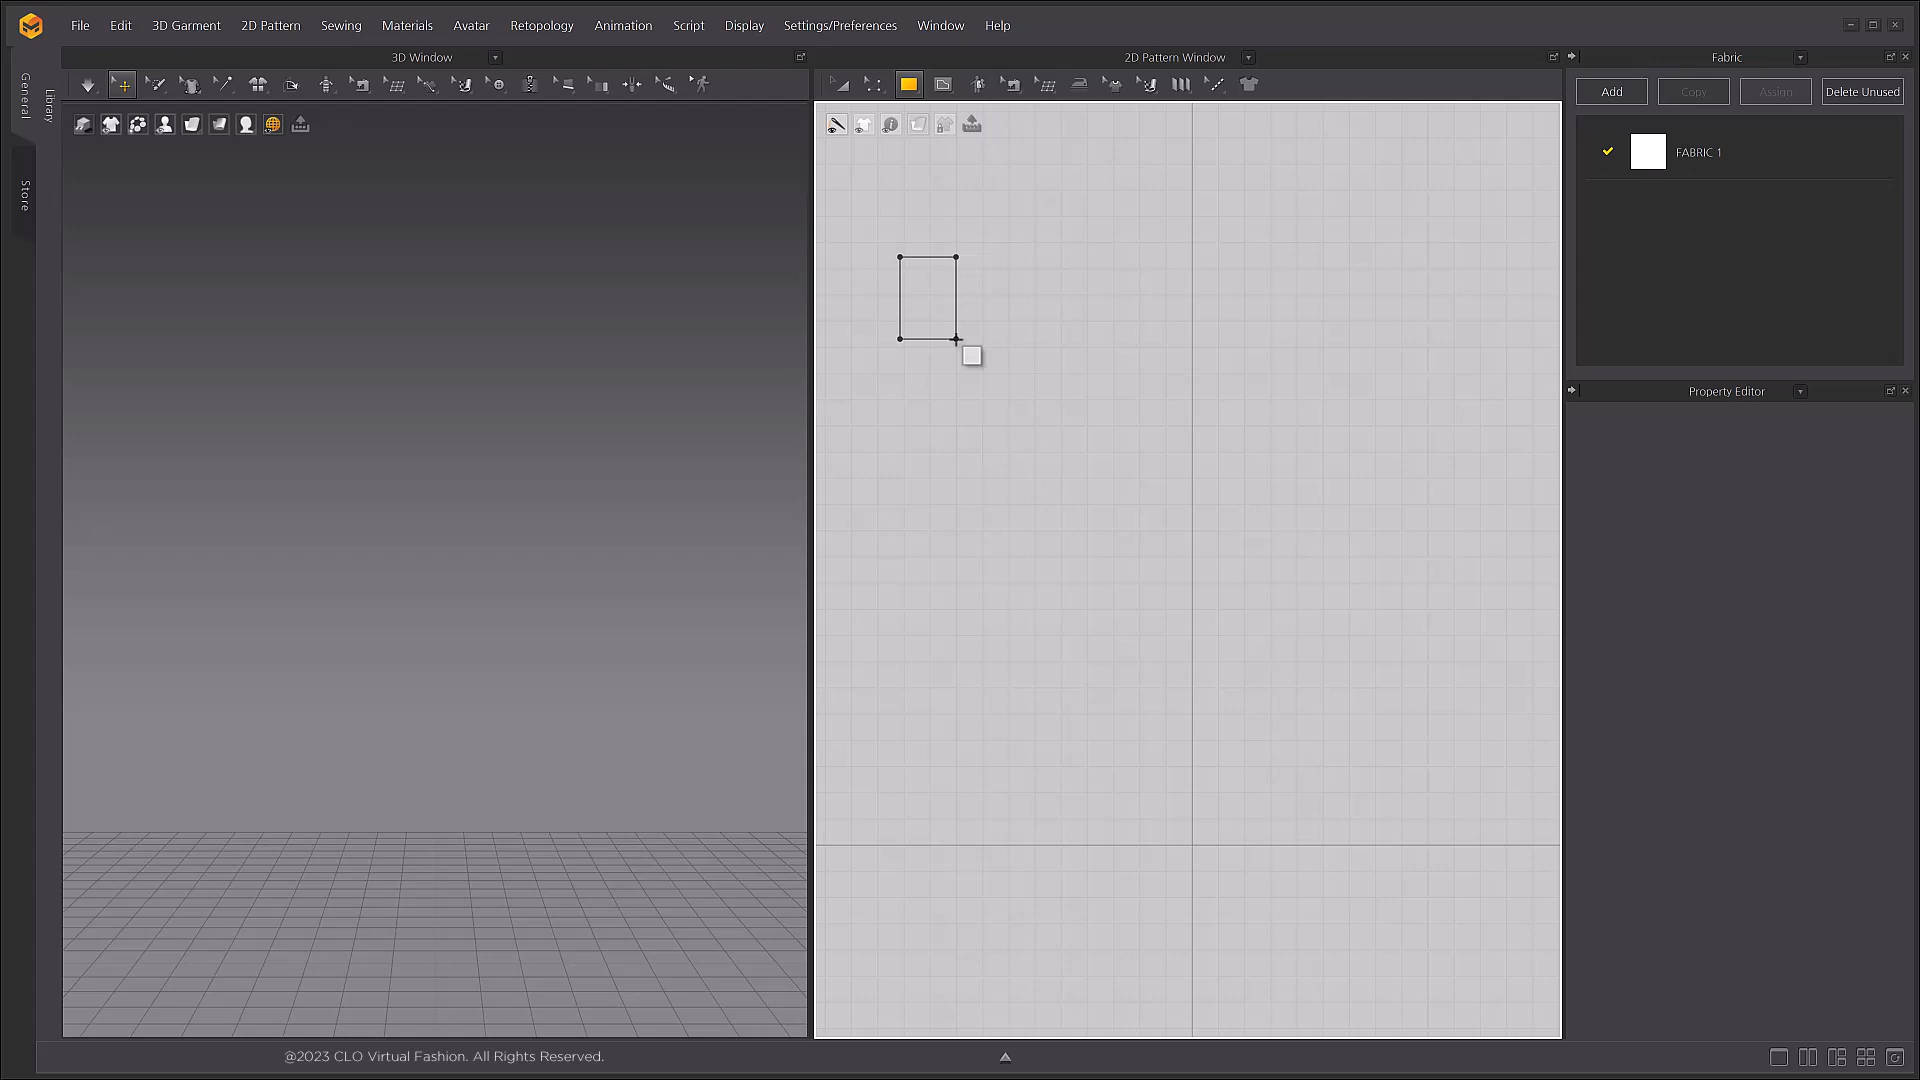 File Edit 3D Garment 2D Pattern Sewing Materials Avatar Retopology Animation Script Display Settings/Preferences Window Help
General
Library
Store
3D Window
2D Pattern Window
Fabric
Add Copy Assign Delete Unused
FABRIC 1
Property Editor
@2023 CLO Virtual Fashion. All Rights Reserved.